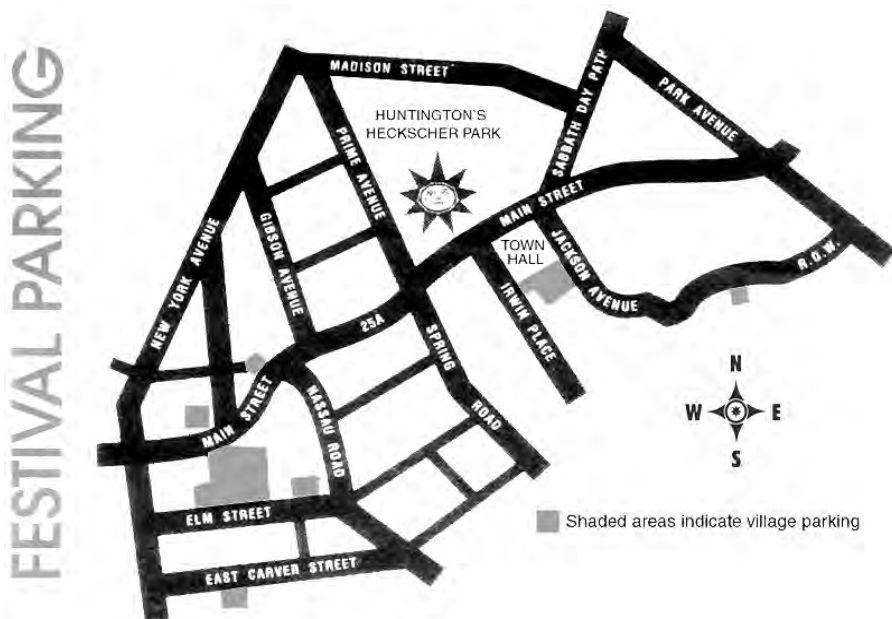 FESTIVAL PARKING
MADISON STREET
HUNTINGTON'S
HECKSCHER PARK
SABBATH DAY PATH
PARK AVENUE
PRIME AVENUE
GIBSON AVENUE
NEW YORK AVENUE
MAIN STREET
TOWN
HALL
JACKSON AVENUE
R.O.W.
IRWIN PLACE
25A
SPRING
ROAD
MAIN STREET
NASSAU ROAD
ELM STREET
EAST CARVER STREET
N
W E
S
Shaded areas indicate village parking